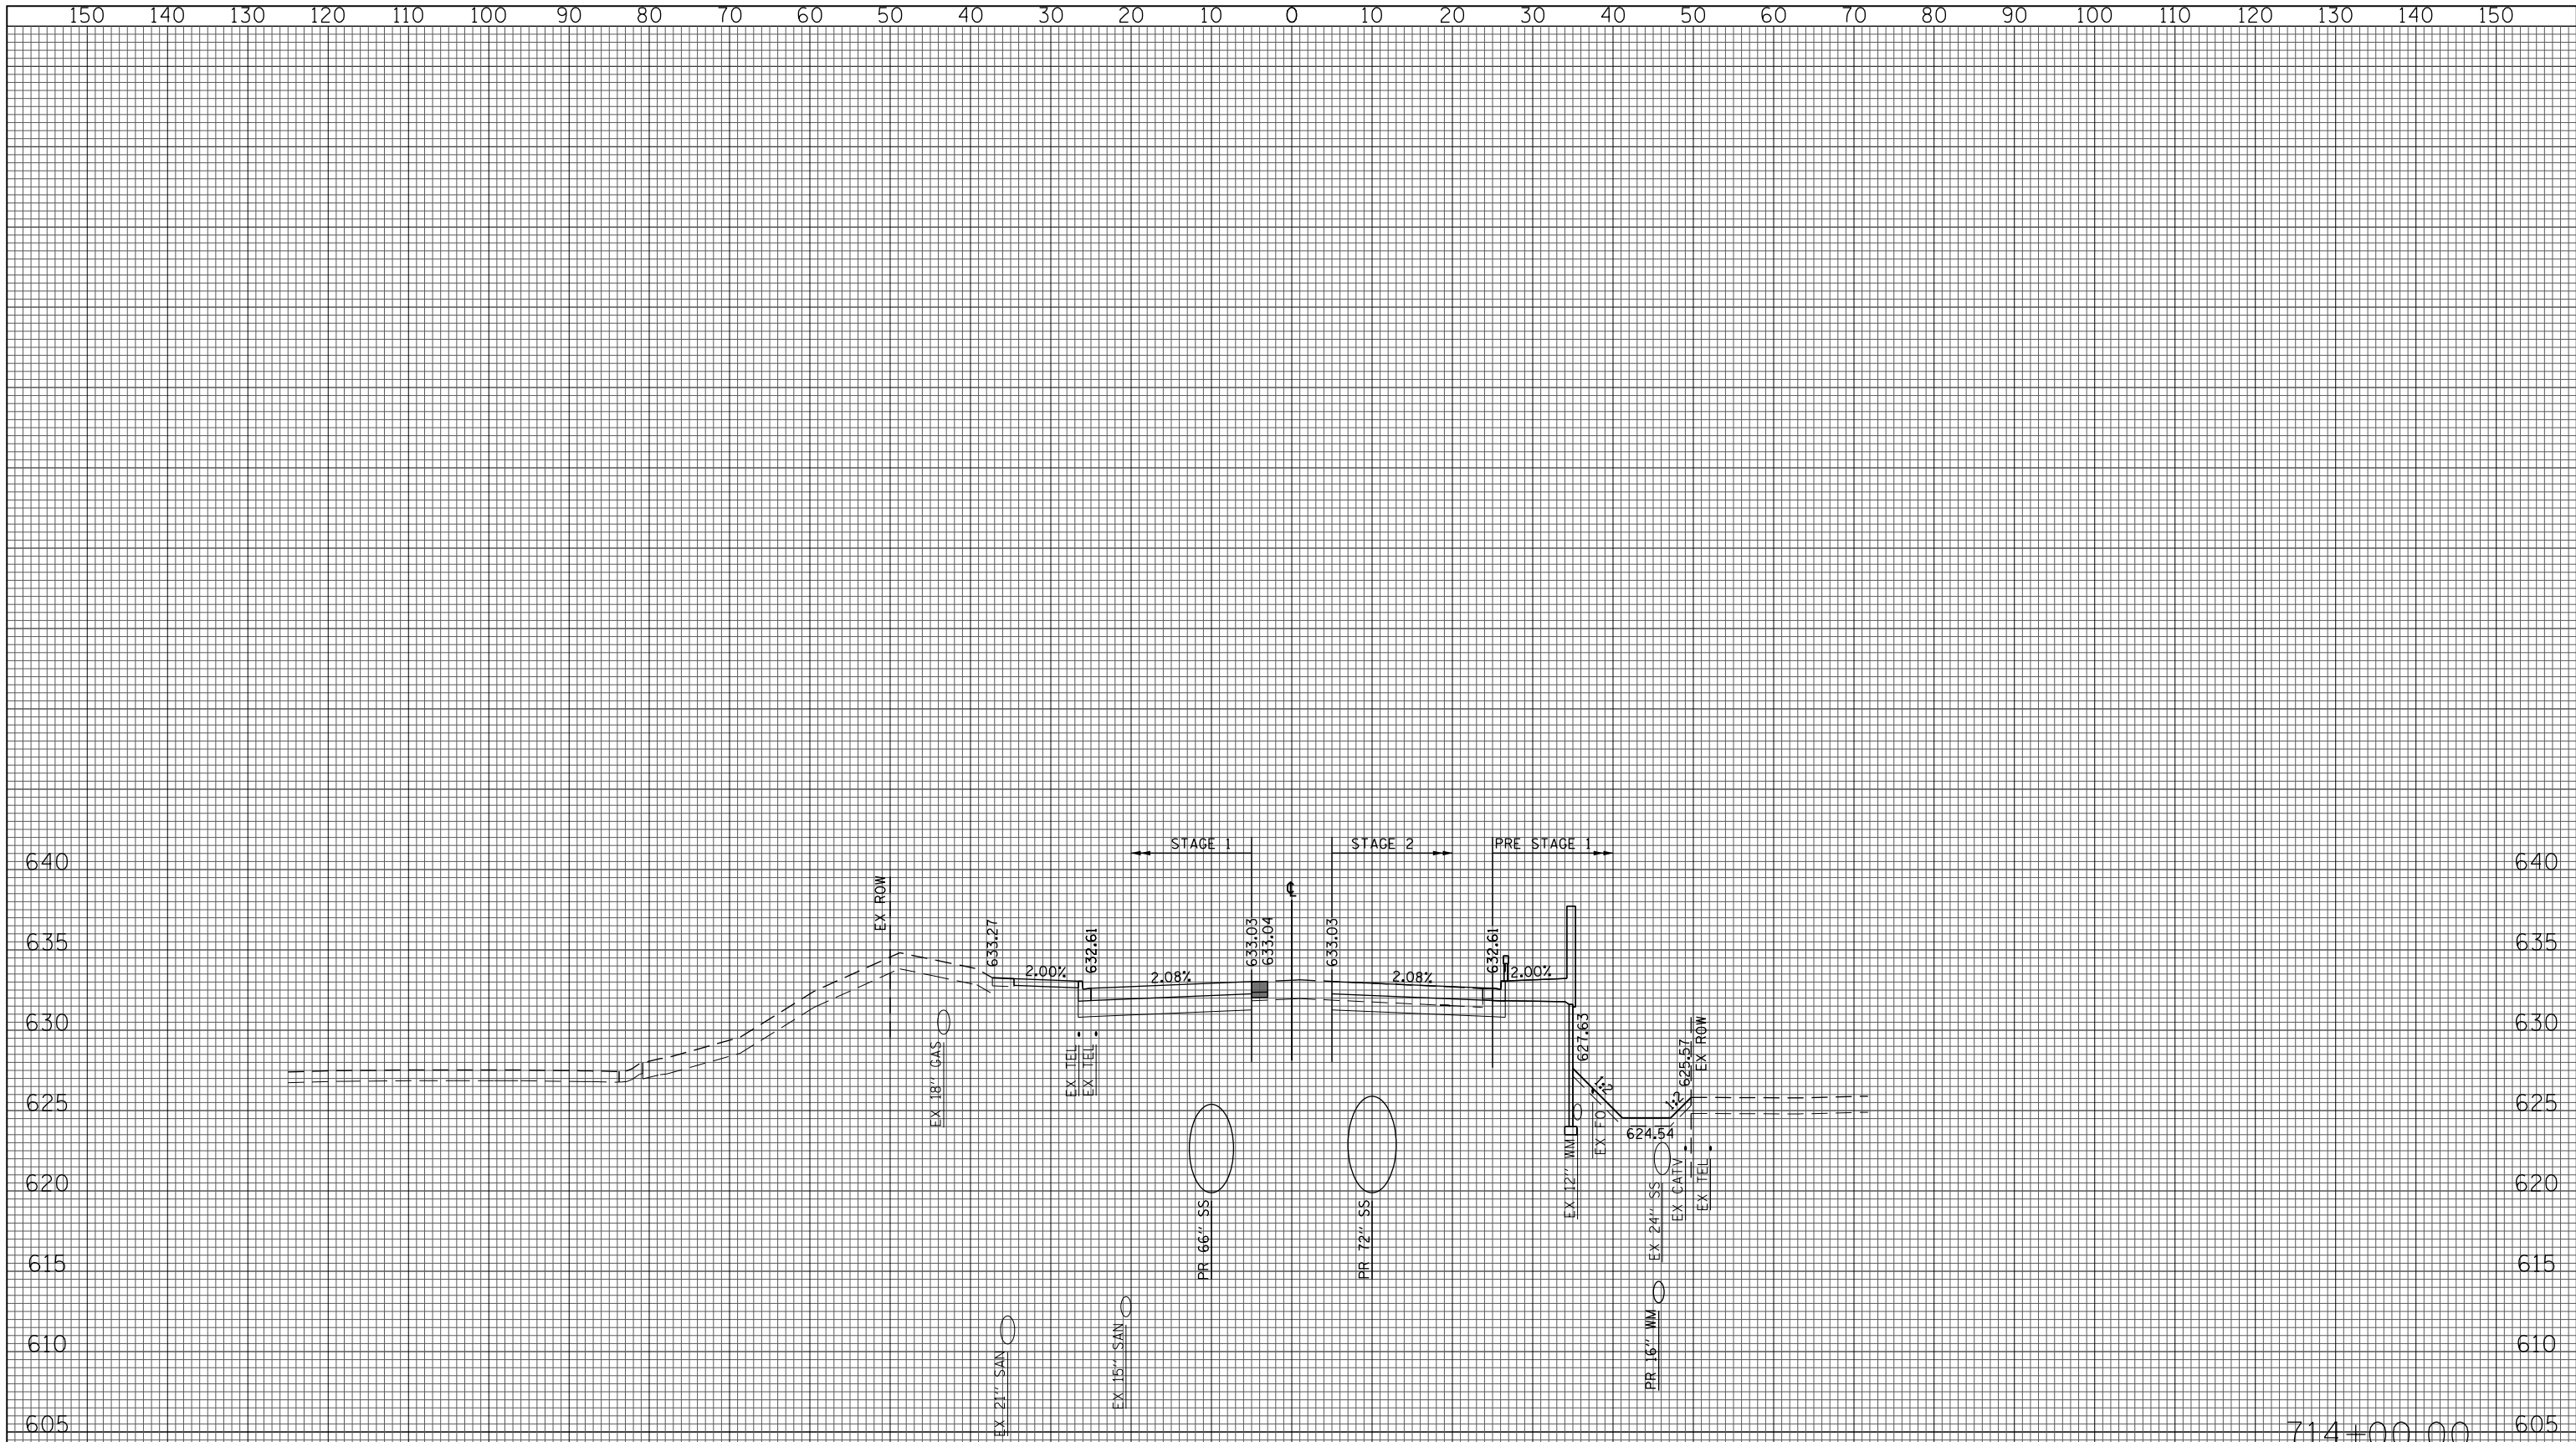 150 140 130 120 110 100 90 80 70 60 50 40 30 20 10 0 10 20 30 40 50 60 70 80 90 100 110 120 130 140 150
STAGE 1
STAGE 2
PRE STAGE 1
640
640
EX ROW
633.27
632.61
633.03
633.04
℄
633.03
632.61
635
635
2.00%
2.08%
2.08%
2.00%
630
630
EX 18" GAS
EX TEL
EX TEL
627.63
625.57
EX ROW
1:2
1:2
625
625
624.54
EX FO
EX 12" WM
EX 24" SS
EX CATV
EX TEL
620
620
PR 66" SS
PR 72" SS
615
615
PR 16" WM
610
610
EX 21" SAN
EX 15" SAN
605
605
714+00.00